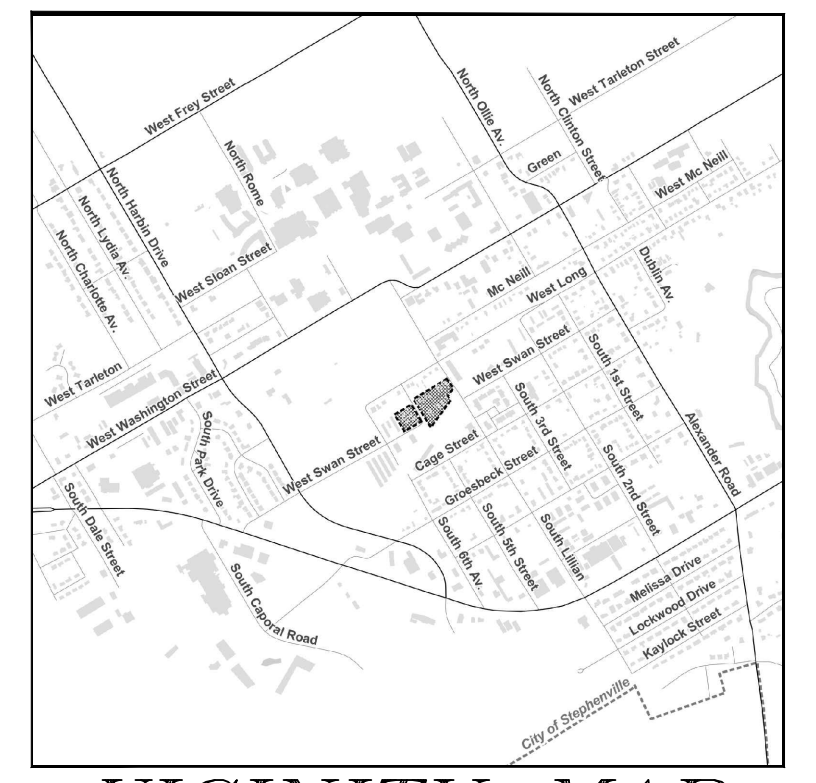 West Tarleton Street
West Frey Street
North Ollie Av.
North Clinton Street
Green
West Mc Neill
North Rome
North Harbin Drive
North Lydia Av.
North Charlotte Av.
West Sloan Street
Mc Neill
West Long
Dublin Av.
West Swan Street
South 1st Street
West Tarleton
West Washington Street
South Park Drive
West Swan Street
Cage Street
South 3rd Street
Groesbeck Street
South 2nd Street
Alexander Road
South Dale Street
South 6th Av.
South 5th Street
South Lillian
South Caporal Road
Melissa Drive
Lockwood Drive
Kaylock Street
City of Stephenville